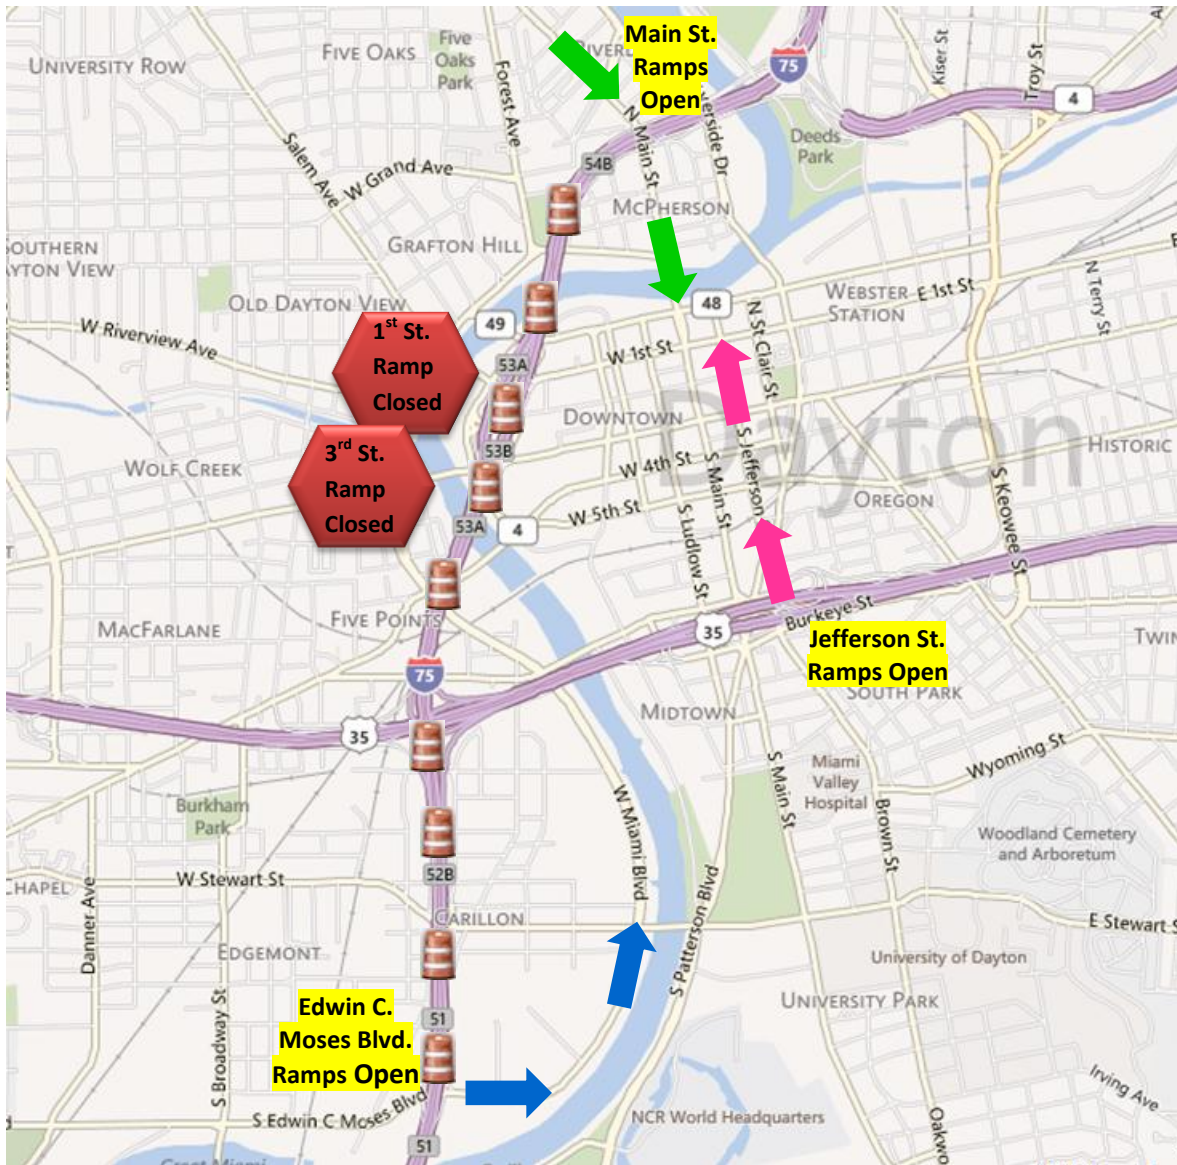 Main St.
Ramps
Open
UNIVERSITY ROW
FIVE OAKS
Five
Oaks
Park
Forest Ave
75
Kiser St
Troy St
4
Salem Ave
W Grand Ave
54B
N Main St
Deeds
Park
MCPHERSON
GRAFTON HILL
SOUTHERN
OLD DAYTON VIEW
W Riverview Ave
49
48
WEBSTER
STATION
E 1st St
N Terry St
N St Clair St
1st St.
Ramp
Closed
53A
W 1st St
DOWNTOWN
Dayton
HISTORIC
3rd St.
Ramp
Closed
WOLF CREEK
53B
W 4th St
S Jefferson
OREGON
S Keowee St
53A
4
W 5th St
S Main St
S Ludlow St
MACFARLANE
FIVE POINTS
35
Buckeye St
Jefferson St.
Ramps Open
SOUTH PARK
75
35
MIDTOWN
Wyoming St
Miami
Valley
Hospital
S Main St
Brown St
Burkham
Park
W Miami Blvd
Woodland Cemetery
and Arboretum
CHAPEL
W Stewart St
52B
CARILLON
E Stewart S
Danner Ave
EDGEMONT
S Patterson Blvd
University of Dayton
UNIVERSITY PARK
Edwin C.
Moses Blvd.
Ramps Open
51
S Broadway St
S Edwin C Moses Blvd
NCR World Headquarters
Irving Ave
Oakwo
51